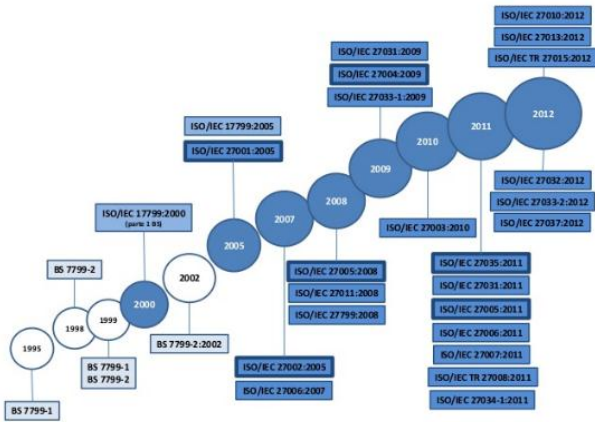 ISO/IEC 27010:2012
ISO/IEC 27013:2012
ISO/IEC TR 27015:2012
ISO/IEC 27031:2009
ISO/IEC 27004:2009
ISO/IEC 27033-1:2009
ISO/IEC 17799:2005
ISO/IEC 27001:2005
2012
2011
2010
2009
2008
2007
2005
2002
2000
1999
1998
1995
ISO/IEC 27032:2012
ISO/IEC 27033-2:2012
ISO/IEC 27037:2012
ISO/IEC 17799:2000
(parte 1 BS)
ISO/IEC 27003:2010
BS 7799-2
ISO/IEC 27035:2011
ISO/IEC 27031:2011
ISO/IEC 27005:2011
ISO/IEC 27006:2011
ISO/IEC 27007:2011
ISO/IEC TR 27008:2011
ISO/IEC 27034-1:2011
ISO/IEC 27005:2008
ISO/IEC 27011:2008
ISO/IEC 27799:2008
BS 7799-2:2002
BS 7799-1
BS 7799-2
ISO/IEC 27002:2005
ISO/IEC 27006:2007
BS 7799-1